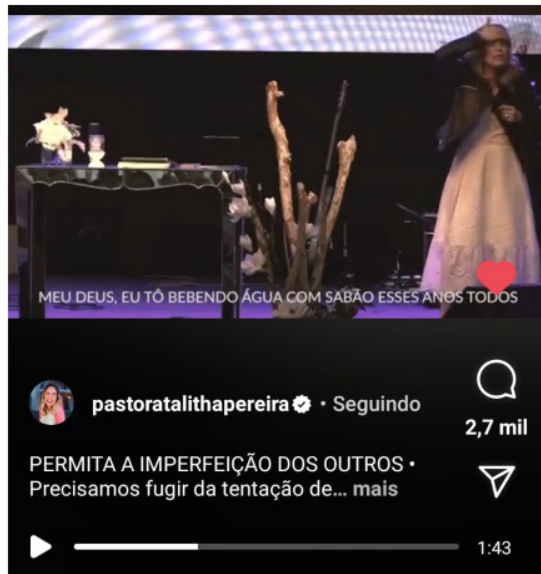 MEU DEUS, EU TÔ BEBENDO ÁGUA COM SABÃO ESSES ANOS TODOS
pastoratalithapereira • Seguindo
2,7 mil
PERMITA A IMPERFEIÇÃO DOS OUTROS •
Precisamos fugir da tentação de... mais
1:43